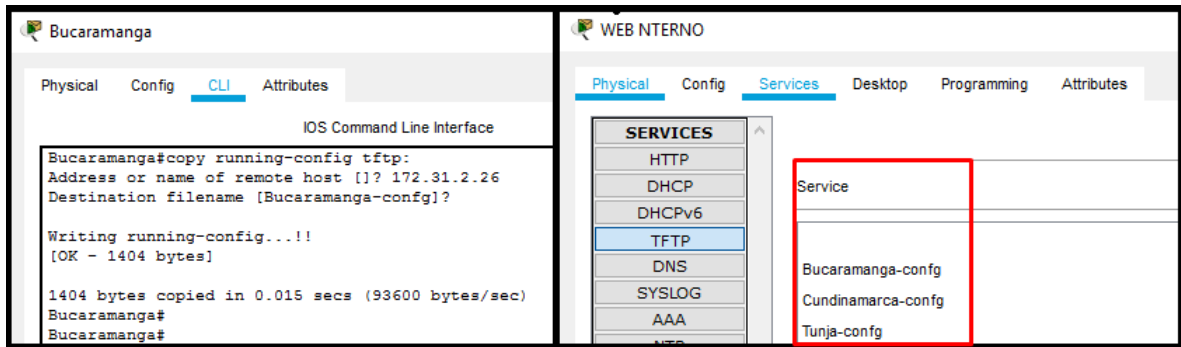 Bucaramanga
Physical Config CLI Attributes
IOS Command Line Interface
Bucaramanga#copy running-config tftp:
Address or name of remote host []? 172.31.2.26
Destination filename [Bucaramanga-confg]?
Writing running-config...!!
[OK - 1404 bytes]
1404 bytes copied in 0.015 secs (93600 bytes/sec)
Bucaramanga#
Bucaramanga#
WEB NTERNO
Physical Config Services Desktop Programming Attributes
SERVICES
HTTP
DHCP
DHCPv6
TFTP
DNS
SYSLOG
AAA
NTP
Service
Bucaramanga-confg
Cundinamarca-confg
Tunja-confg